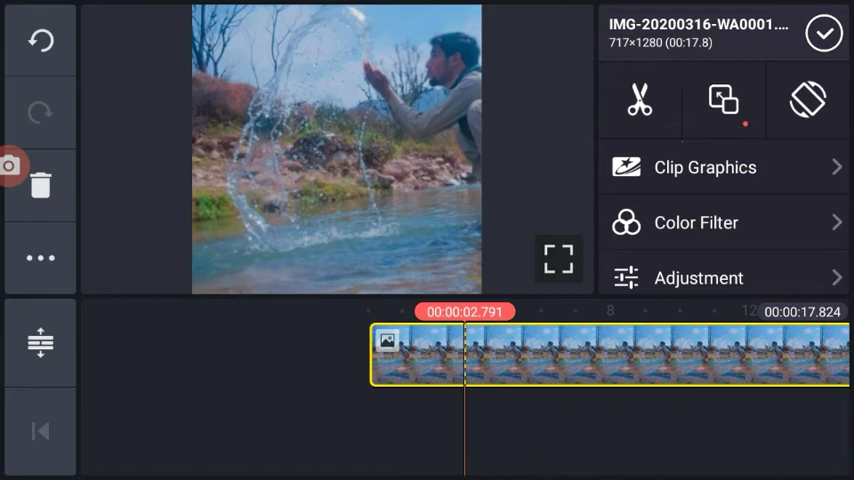 IMG-20200316-WA0001....
717×1280 (00:17.8)
Clip Graphics
Color Filter
Adjustment
00:00:02.791
8
12
00:00:17.824